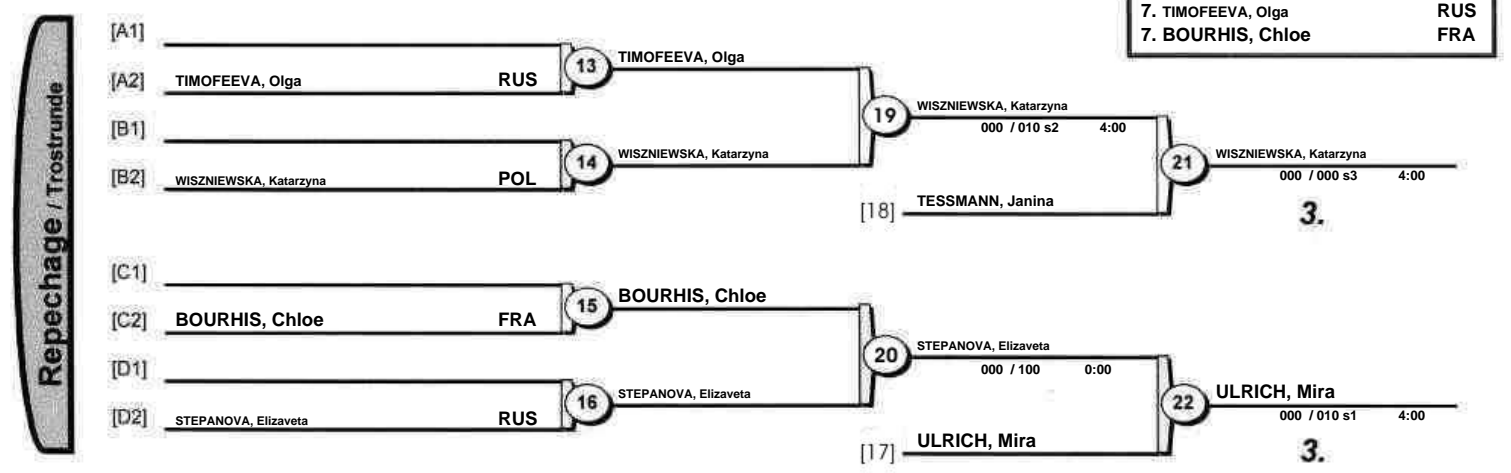 7. TIMOFEEVA, Olga RUS
7. BOURHIS, Chloe FRA
Repechage / Trostrunde
[A1]
[A2] TIMOFEEVA, Olga RUS
13 TIMOFEEVA, Olga
[B1]
[B2] WISZNIEWSKA, Katarzyna POL
14 WISZNIEWSKA, Katarzyna
19 WISZNIEWSKA, Katarzyna
000 / 010 s2 4:00
[18] TESSMANN, Janina
21 WISZNIEWSKA, Katarzyna
000 / 000 s3 4:00
3.
[C1]
[C2] BOURHIS, Chloe FRA
15 BOURHIS, Chloe
[D1]
[D2] STEPANOVA, Elizaveta RUS
16 STEPANOVA, Elizaveta
20 STEPANOVA, Elizaveta
000 / 100 0:00
[17] ULRICH, Mira
22 ULRICH, Mira
000 / 010 s1 4:00
3.